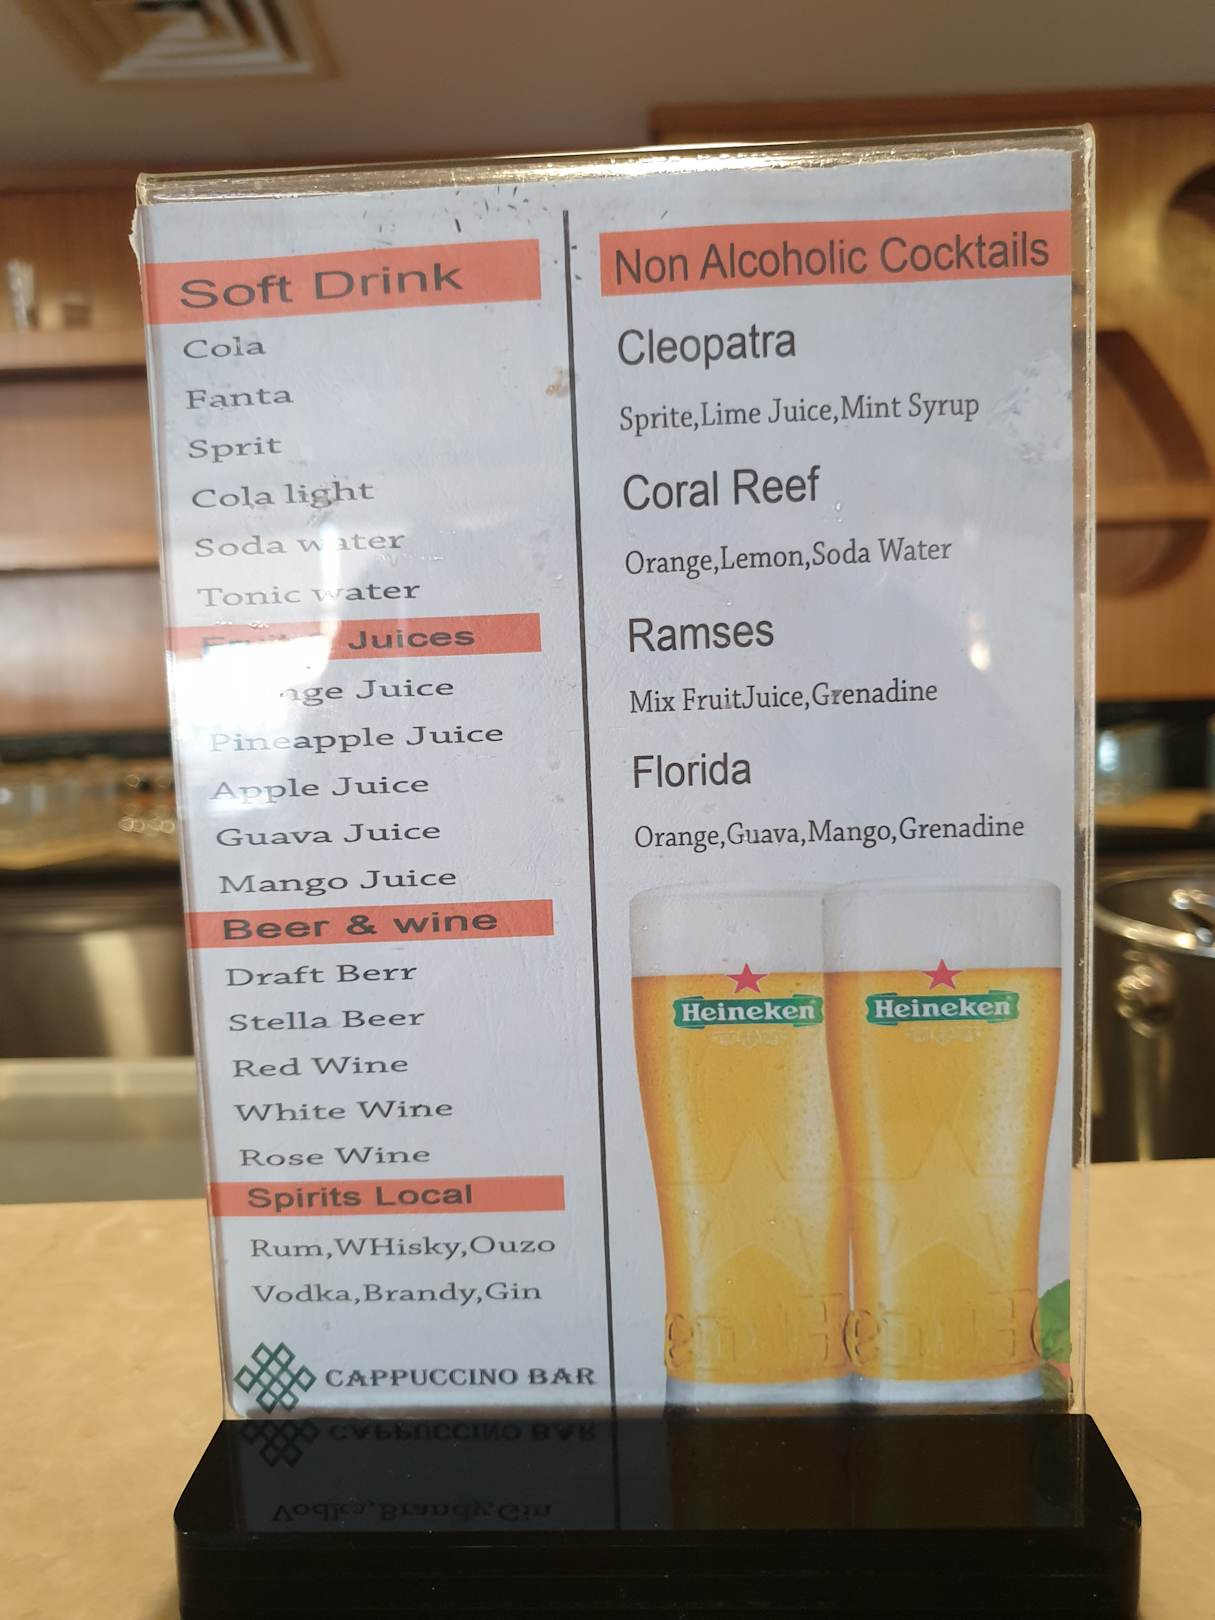 Soft Drink
Cola
Fanta
Sprit
Cola light
Soda water
Tonic water
Juices
Juice
Pineapple Juice
Apple Juice
Guava Juice
Mango Juice
Beer & wine
Draft Berr
Stella Beer
Red Wine
White Wine
Rose Wine
Spirits Local
Rum,WHisky,Ouzo
Vodka,Brandy,Gin
CAPPUCCINO BAR
Non Alcoholic Cocktails
Cleopatra
Sprite,Lime Juice,Mint Syrup
Coral Reef
Orange,Lemon,Soda Water
Ramses
Mix FruitJuice,Grenadine
Florida
Orange,Guava,Mango,Grenadine
Heineken
Heineken